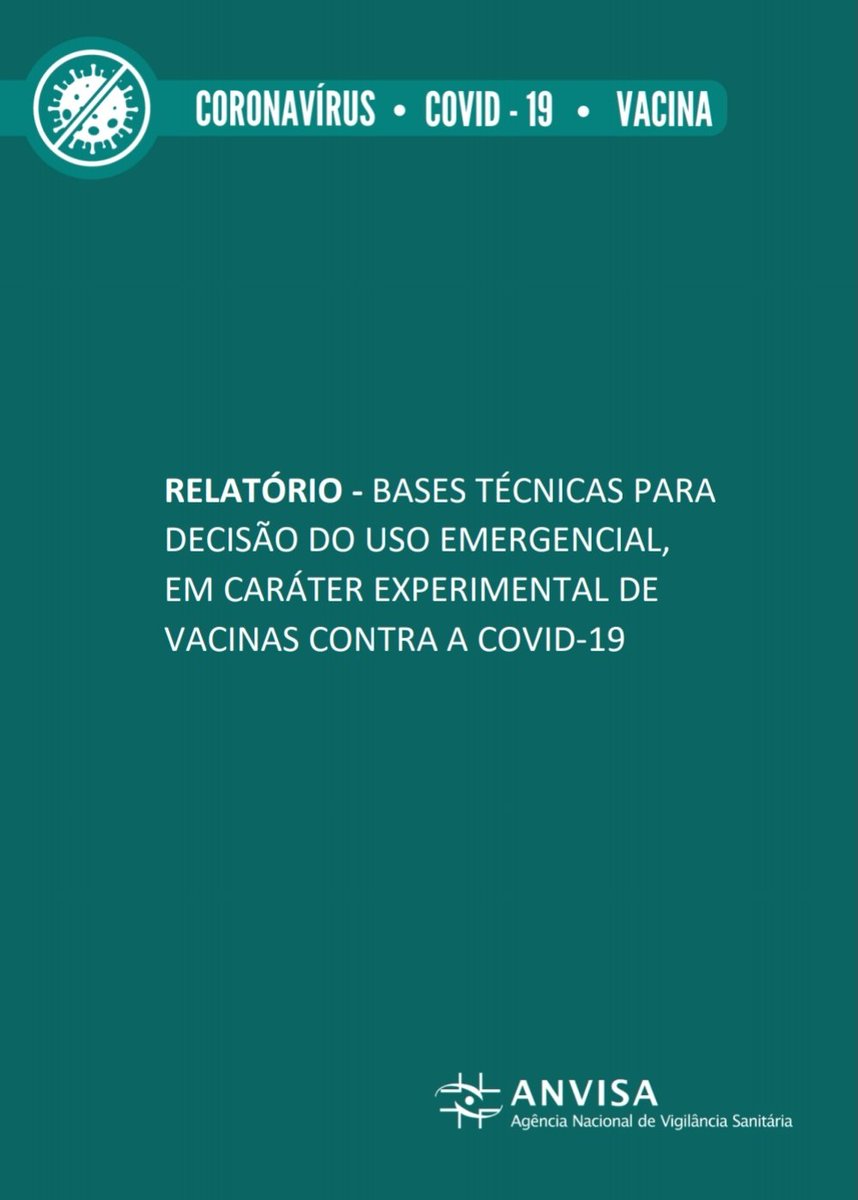 CORONAVÍRUS • COVID - 19 • VACINA
RELATÓRIO - BASES TÉCNICAS PARA
DECISÃO DO USO EMERGENCIAL,
EM CARÁTER EXPERIMENTAL DE
VACINAS CONTRA A COVID-19
ANVISA
Agência Nacional de Vigilância Sanitária